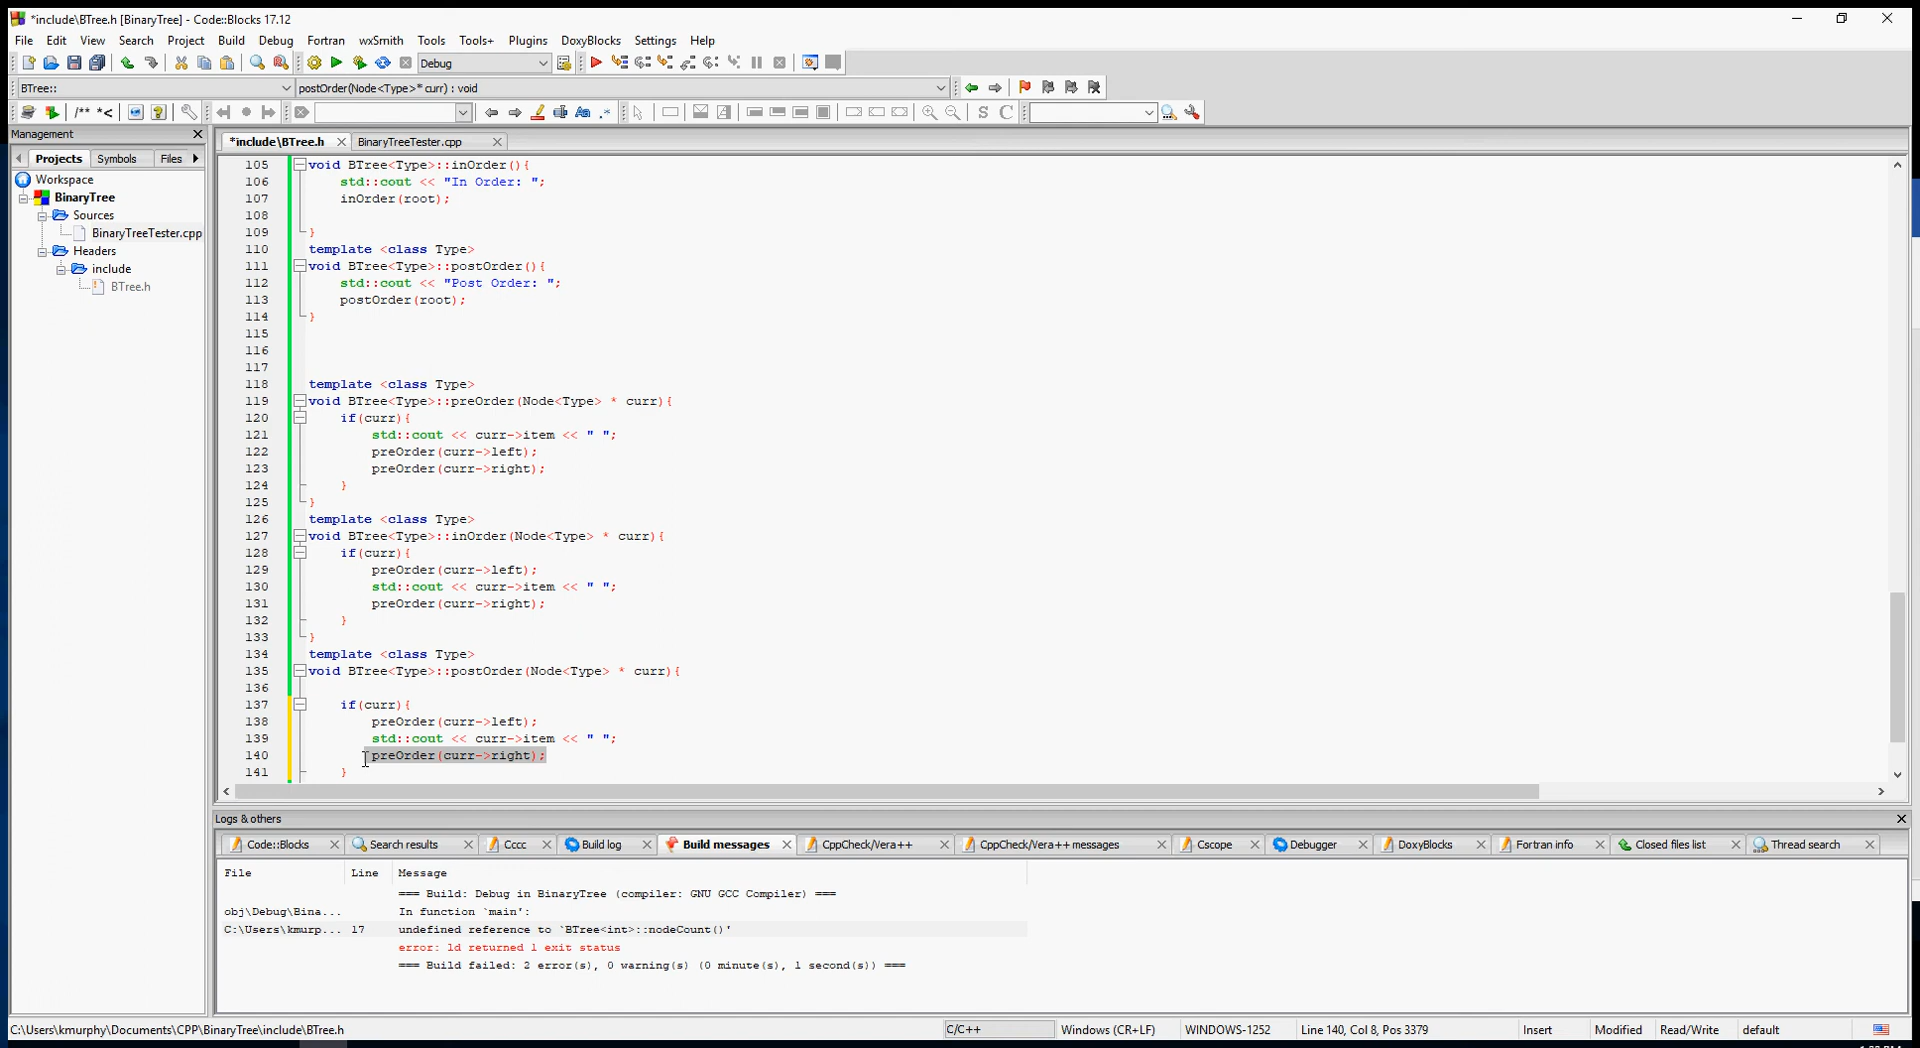 *include\BTree.h [BinaryTree] - Code::Blocks 17.12
File Edit View Search Project Build Debug Fortran wxSmith Tools Tools+ Plugins DoxyBlocks Settings Help
Debug
BTree:: postOrder(Node<Type>* curr) : void
/** *<
Management
Projects Symbols Files
*include\BTree.h BinaryTreeTester.cpp
Workspace
BinaryTree
Sources
BinaryTreeTester.cpp
Headers
include
BTree.h
105 void BTree<Type>::inOrder(){
106 std::cout << "In Order: ";
107 inOrder(root);
108
109 }
110 template <class Type>
111 void BTree<Type>::postOrder(){
112 std::cout << "Post Order: ";
113 postOrder(root);
114 }
115
116
117
118 template <class Type>
119 void BTree<Type>::preOrder(Node<Type> * curr){
120 if(curr){
121 std::cout << curr->item << " ";
122 preOrder(curr->left);
123 preOrder(curr->right);
124 }
125 }
126 template <class Type>
127 void BTree<Type>::inOrder(Node<Type> * curr){
128 if(curr){
129 preOrder(curr->left);
130 std::cout << curr->item << " ";
131 preOrder(curr->right);
132 }
133 }
134 template <class Type>
135 void BTree<Type>::postOrder(Node<Type> * curr){
136
137 if(curr){
138 preOrder(curr->left);
139 std::cout << curr->item << " ";
140 preOrder(curr->right);
141 }
Logs & others
Code::Blocks Search results Cccc Build log Build messages CppCheck/Vera++ CppCheck/Vera++ messages Cscope Debugger DoxyBlocks Fortran info Closed files list Thread search
File Line Message
=== Build: Debug in BinaryTree (compiler: GNU GCC Compiler) ===
obj\Debug\Bina... In function `main':
C:\Users\kmurp... 17 undefined reference to `BTree<int>::nodeCount()'
error: ld returned 1 exit status
=== Build failed: 2 error(s), 0 warning(s) (0 minute(s), 1 second(s)) ===
C:\Users\kmurphy\Documents\CPP\BinaryTree\include\BTree.h C/C++ Windows (CR+LF) WINDOWS-1252 Line 140, Col 8, Pos 3379 Insert Modified Read/Write default